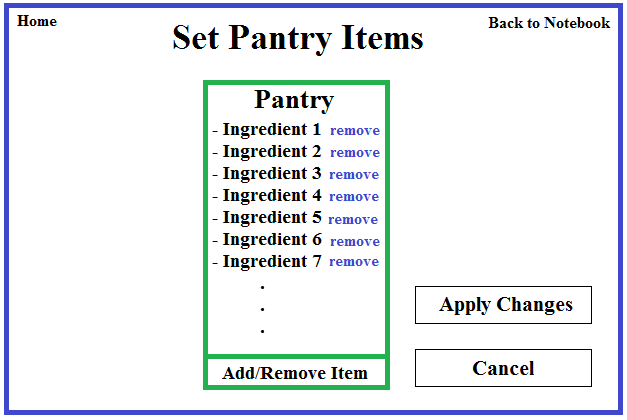 Home
Back to Notebook
Set Pantry Items
Pantry
- Ingredient 1 remove
- Ingredient 2 remove
- Ingredient 3 remove
- Ingredient 4 remove
- Ingredient 5 remove
- Ingredient 6 remove
- Ingredient 7 remove
.
.
.
Apply Changes
Cancel
Add/Remove Item